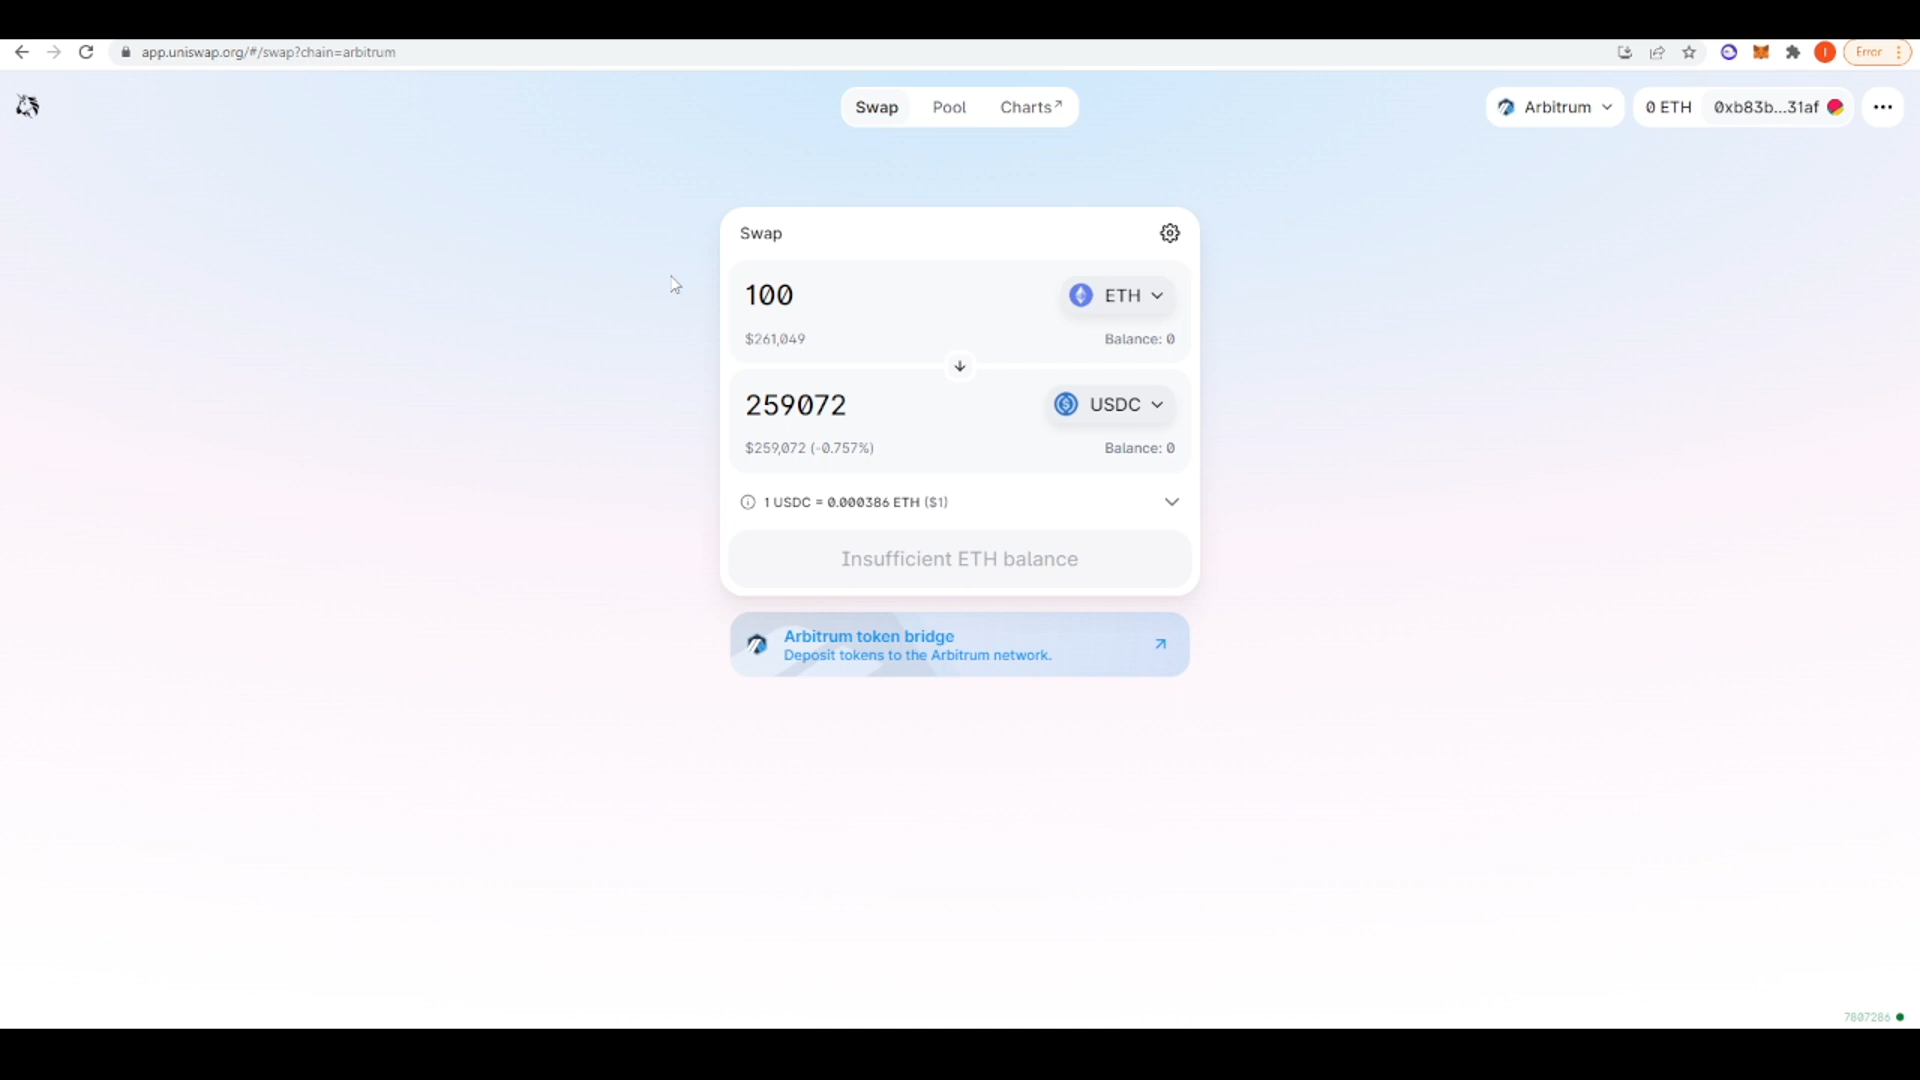 app.uniswap.org/#/swap?chain=arbitrum
I
Error
Swap
Pool
Charts↗
Arbitrum
0 ETH
0xb83b...31af
Swap
100
ETH
$261,049
Balance: 0
259072
USDC
$259,072 (-0.757%)
Balance: 0
1 USDC = 0.000386 ETH ($1)
Insufficient ETH balance
Arbitrum token bridge
Deposit tokens to the Arbitrum network.
7807286